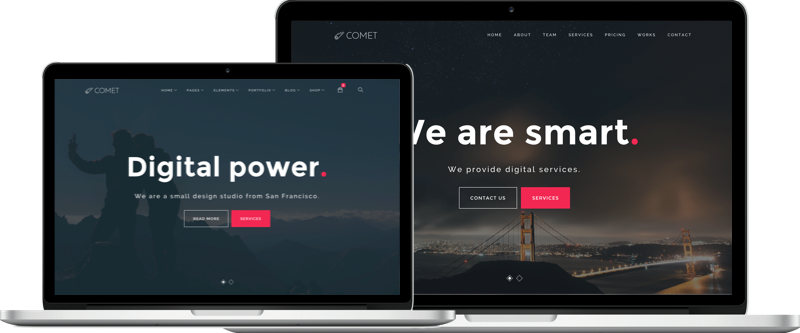 COMET
HOME ABOUT TEAM SERVICES PRICING WORKS CONTACT
We are smart.
We provide digital services.
CONTACT US SERVICES
COMET
HOME PAGES ELEMENTS PORTFOLIO BLOG SHOP
Digital power.
We are a small design studio from San Francisco.
READ MORE SERVICES